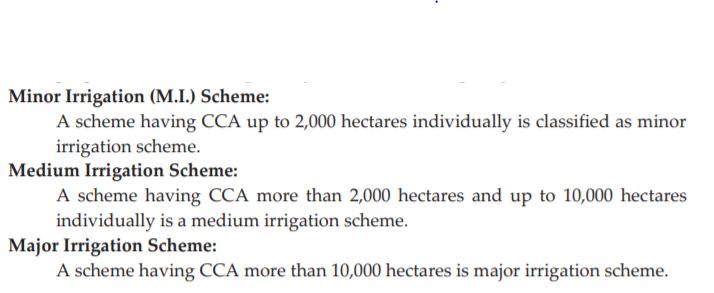 Minor Irrigation (M.I.) Scheme:
A scheme having CCA up to 2,000 hectares individually is classified as minor
irrigation scheme.
Medium Irrigation Scheme:
A scheme having CCA more than 2,000 hectares and up to 10,000 hectares
individually is a medium irrigation scheme.
Major Irrigation Scheme:
A scheme having CCA more than 10,000 hectares is major irrigation scheme.